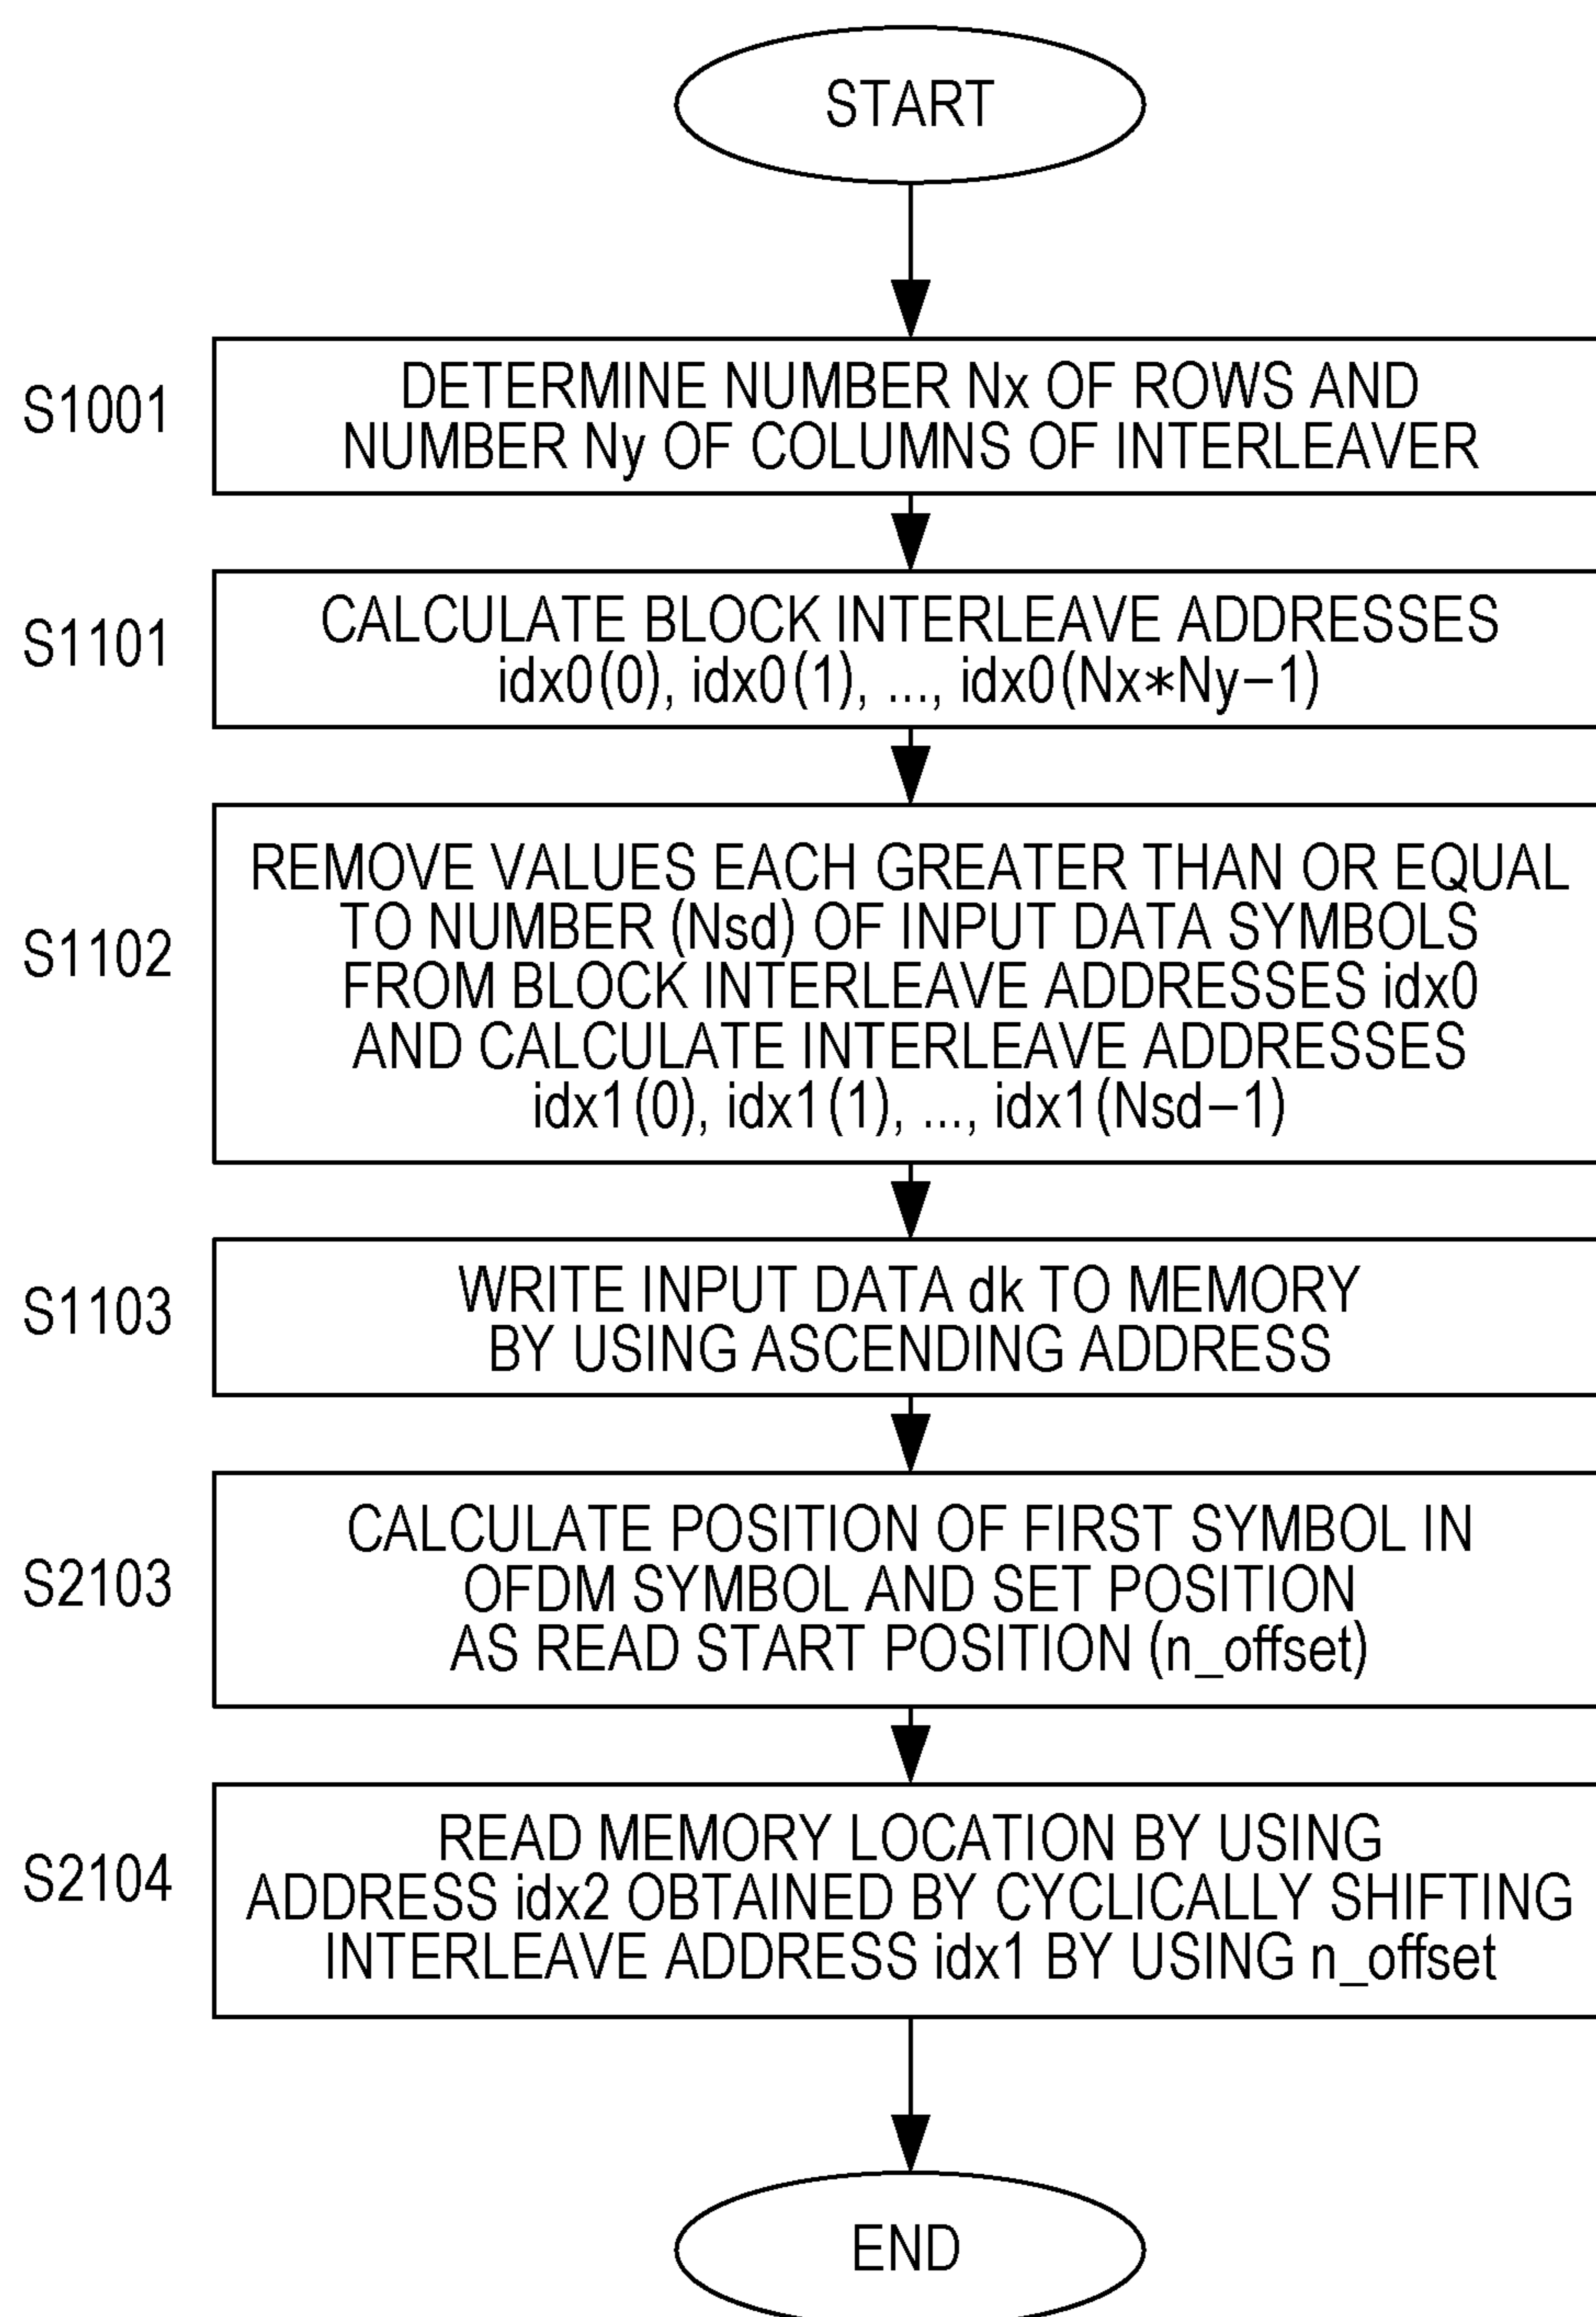 START
S1001
DETERMINE NUMBER Nx OF ROWS AND
NUMBER Ny OF COLUMNS OF INTERLEAVER
S1101
CALCULATE BLOCK INTERLEAVE ADDRESSES
idx0(0), idx0(1), ..., idx0(Nx*Ny−1)
S1102
REMOVE VALUES EACH GREATER THAN OR EQUAL
TO NUMBER (Nsd) OF INPUT DATA SYMBOLS
FROM BLOCK INTERLEAVE ADDRESSES idx0
AND CALCULATE INTERLEAVE ADDRESSES
idx1(0), idx1(1), ..., idx1(Nsd−1)
S1103
WRITE INPUT DATA dk TO MEMORY
BY USING ASCENDING ADDRESS
S2103
CALCULATE POSITION OF FIRST SYMBOL IN
OFDM SYMBOL AND SET POSITION
AS READ START POSITION (n_offset)
S2104
READ MEMORY LOCATION BY USING
ADDRESS idx2 OBTAINED BY CYCLICALLY SHIFTING
INTERLEAVE ADDRESS idx1 BY USING n_offset
END